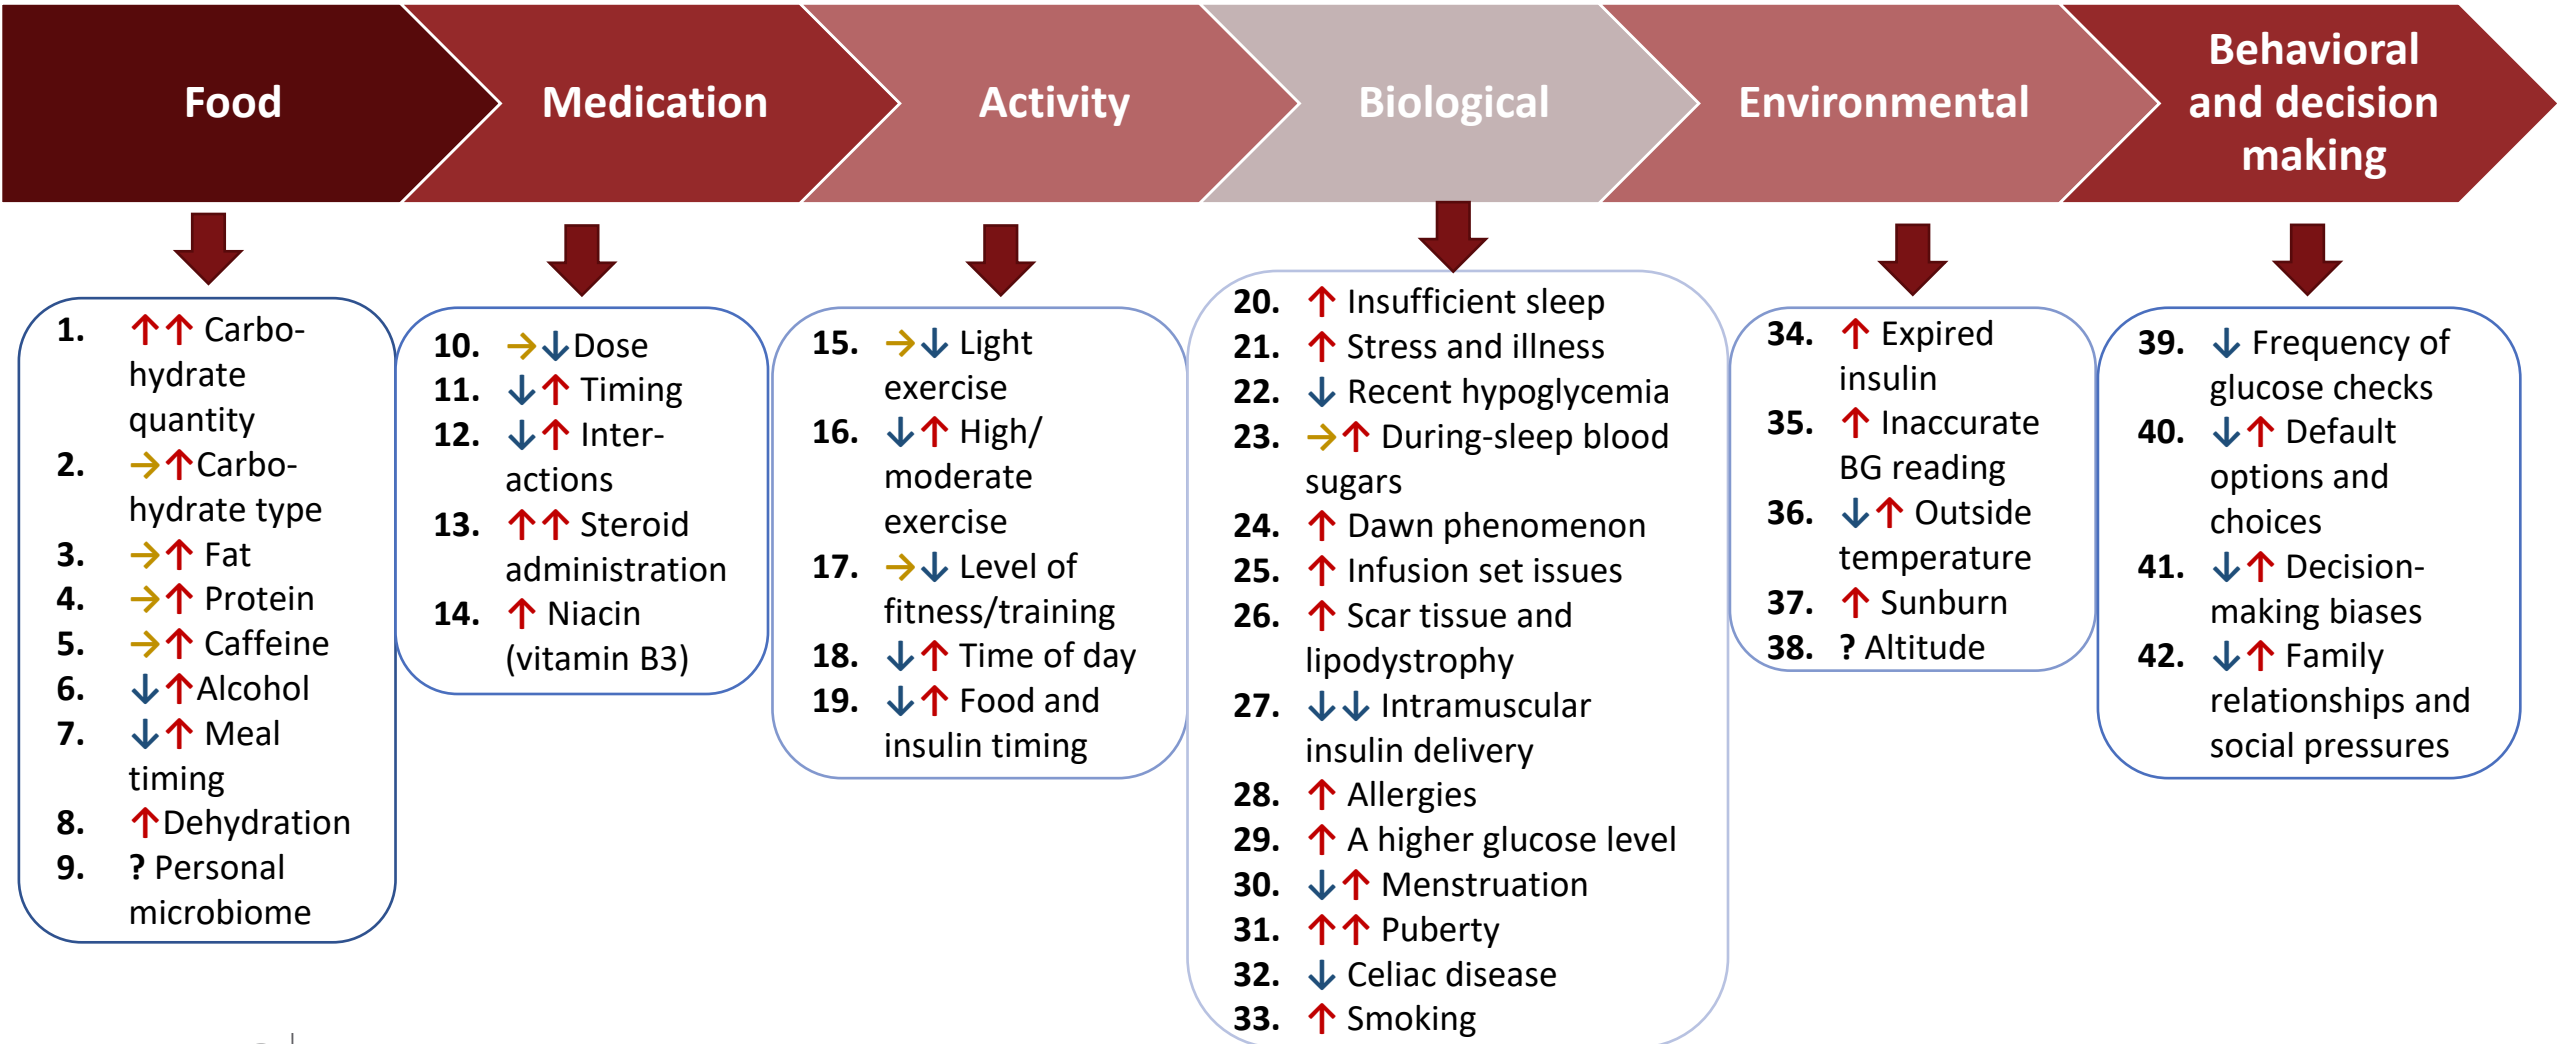 Food
Medication
Activity
Biological
Environmental
Behavioral
and decision
making
1. ↑↑ Carbo-
hydrate
quantity
2. →↑Carbo-
hydrate type
3. →↑ Fat
4. →↑ Protein
5. →↑ Caffeine
6. ↓↑Alcohol
7. ↓↑ Meal
timing
8. ↑Dehydration
9. ? Personal
microbiome
10. →↓Dose
11. ↓↑ Timing
12. ↓↑ Inter-
actions
13. ↑↑ Steroid
administration
14. ↑ Niacin
(vitamin B3)
15. →↓ Light
exercise
16. ↓↑ High/
moderate
exercise
17. →↓ Level of
fitness/training
18. ↓↑ Time of day
19. ↓↑ Food and
insulin timing
20. ↑ Insufficient sleep
21. ↑ Stress and illness
22. ↓ Recent hypoglycemia
23. →↑ During-sleep blood
sugars
24. ↑ Dawn phenomenon
25. ↑ Infusion set issues
26. ↑ Scar tissue and
lipodystrophy
27. ↓↓ Intramuscular
insulin delivery
28. ↑ Allergies
29. ↑ A higher glucose level
30. ↓↑ Menstruation
31. ↑↑ Puberty
32. ↓ Celiac disease
33. ↑ Smoking
34. ↑ Expired
insulin
35. ↑ Inaccurate
BG reading
36. ↓↑ Outside
temperature
37. ↑ Sunburn
38. ? Altitude
39. ↓ Frequency of
glucose checks
40. ↓↑ Default
options and
choices
41. ↓↑ Decision-
making biases
42. ↓↑ Family
relationships and
social pressures